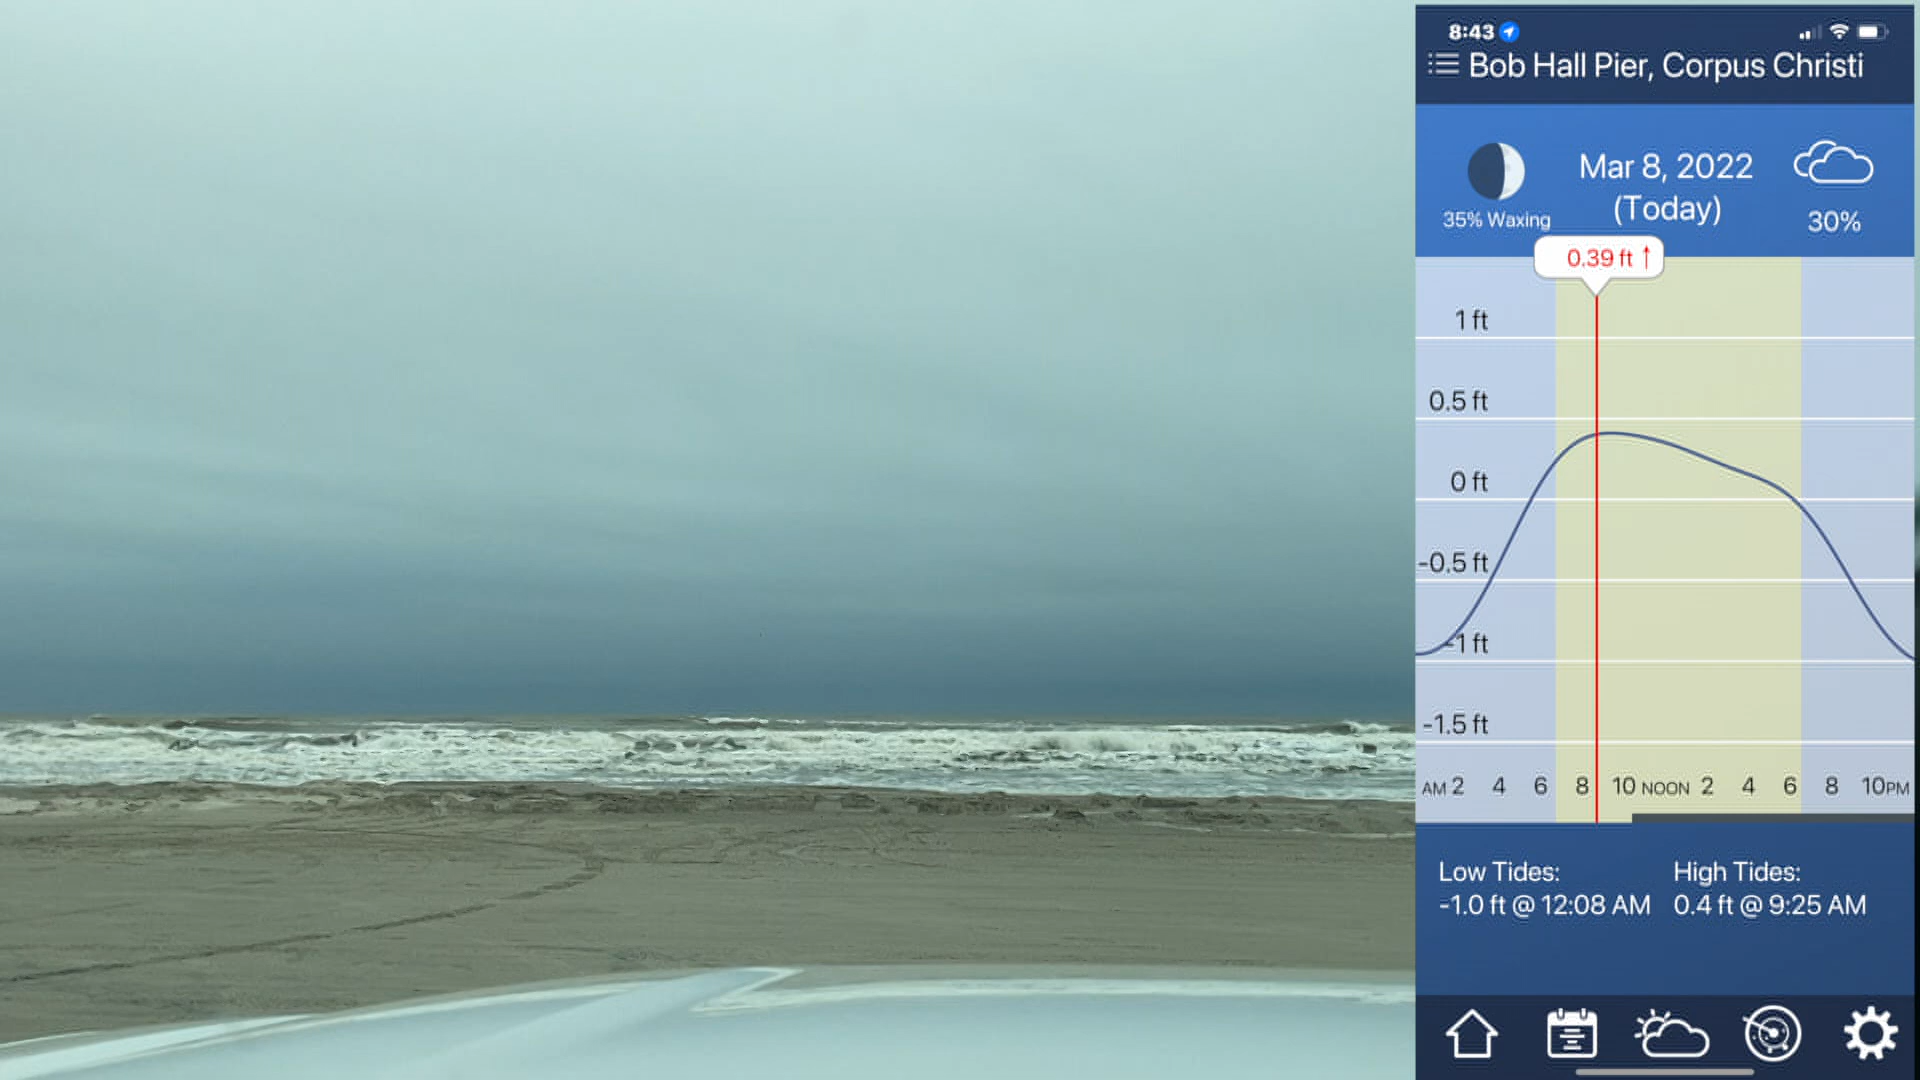 8:43
Bob Hall Pier, Corpus Christi
Mar 8, 2022
(Today)
35% Waxing
30%
0.39 ft ↑
1 ft
0.5 ft
0 ft
-0.5 ft
-1 ft
-1.5 ft
AM 2 4 6 8 10 NOON 2 4 6 8 10PM
Low Tides: High Tides:
-1.0 ft @ 12:08 AM 0.4 ft @ 9:25 AM